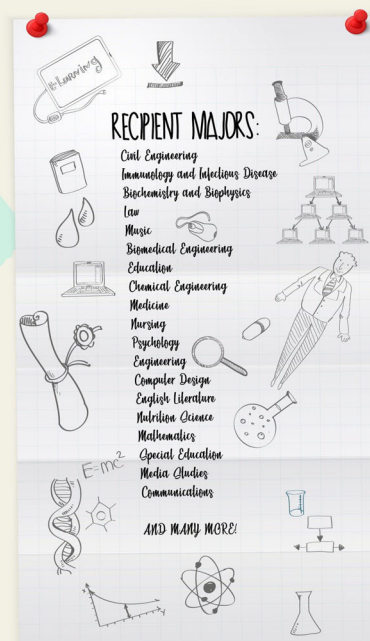 e-Learning
RECIPIENT MAJORS:
Civil Engineering
Immunology and Infectious Disease
Biochemistry and Biophysics
Law
Music
Biomedical Engineering
Education
Chemical Engineering
Medicine
Nursing
Psychology
Engineering
Computer Design
English Literature
Nutrition Science
Mathematics
Special Education
E=mc²
Media Studies
Communications
AND MANY MORE!
x
y